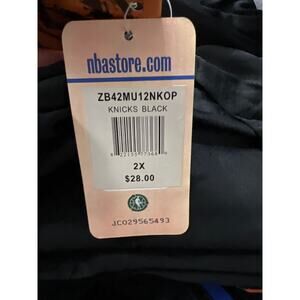 nbastore.com
ZB42MU12NKOP
KNICKS BLACK
2X
$28.00
JC029565493